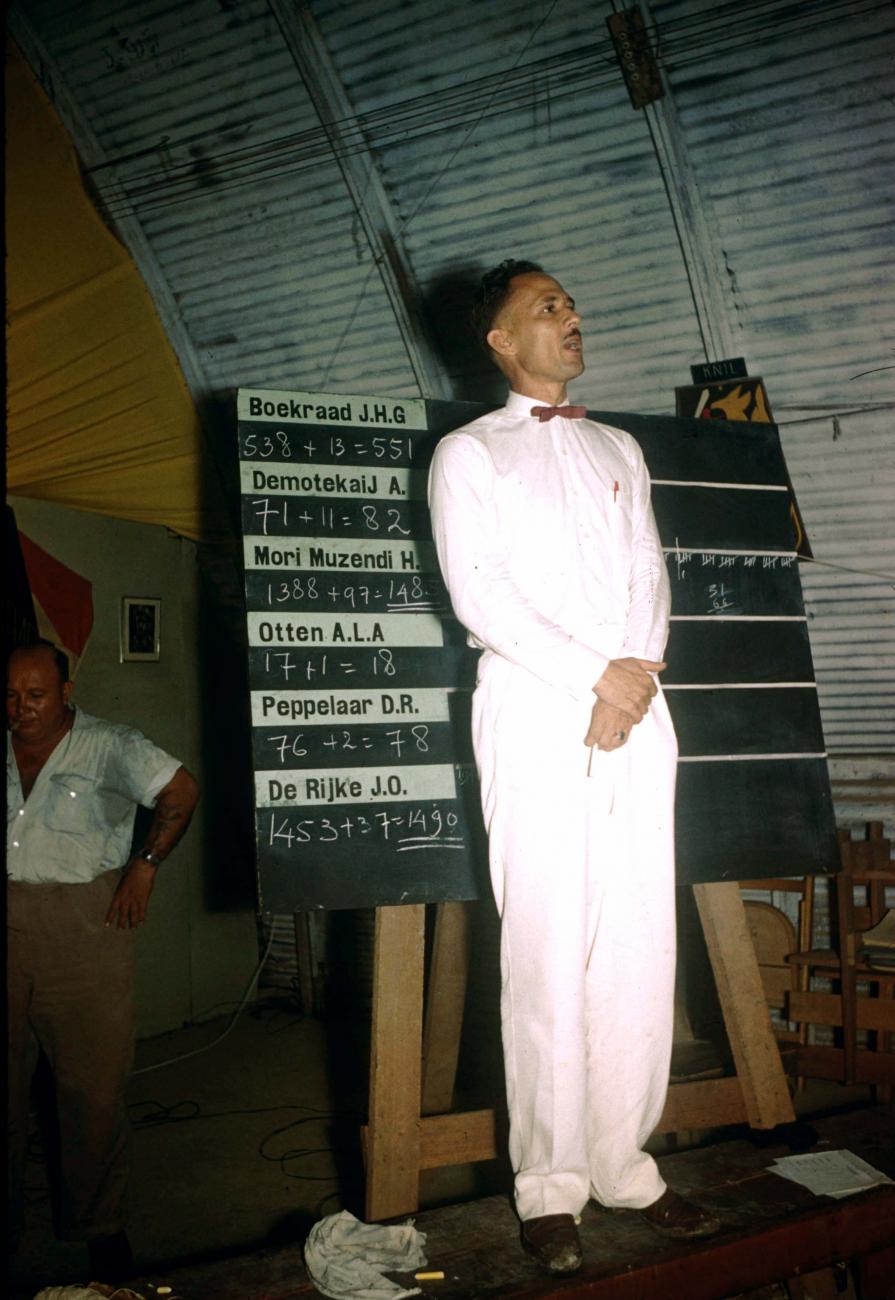 KNIL
Boekraad J.H.G
538 + 13 = 551
DemotekaiJ A.
71 + 11 = 82
Mori Muzendi H.
1388 + 97 = 148
Otten A.L.A
17 + 1 = 18
Peppelaar D.R.
76 + 2 = 78
De Rijke J.O.
1453 + 37 = 1490
31